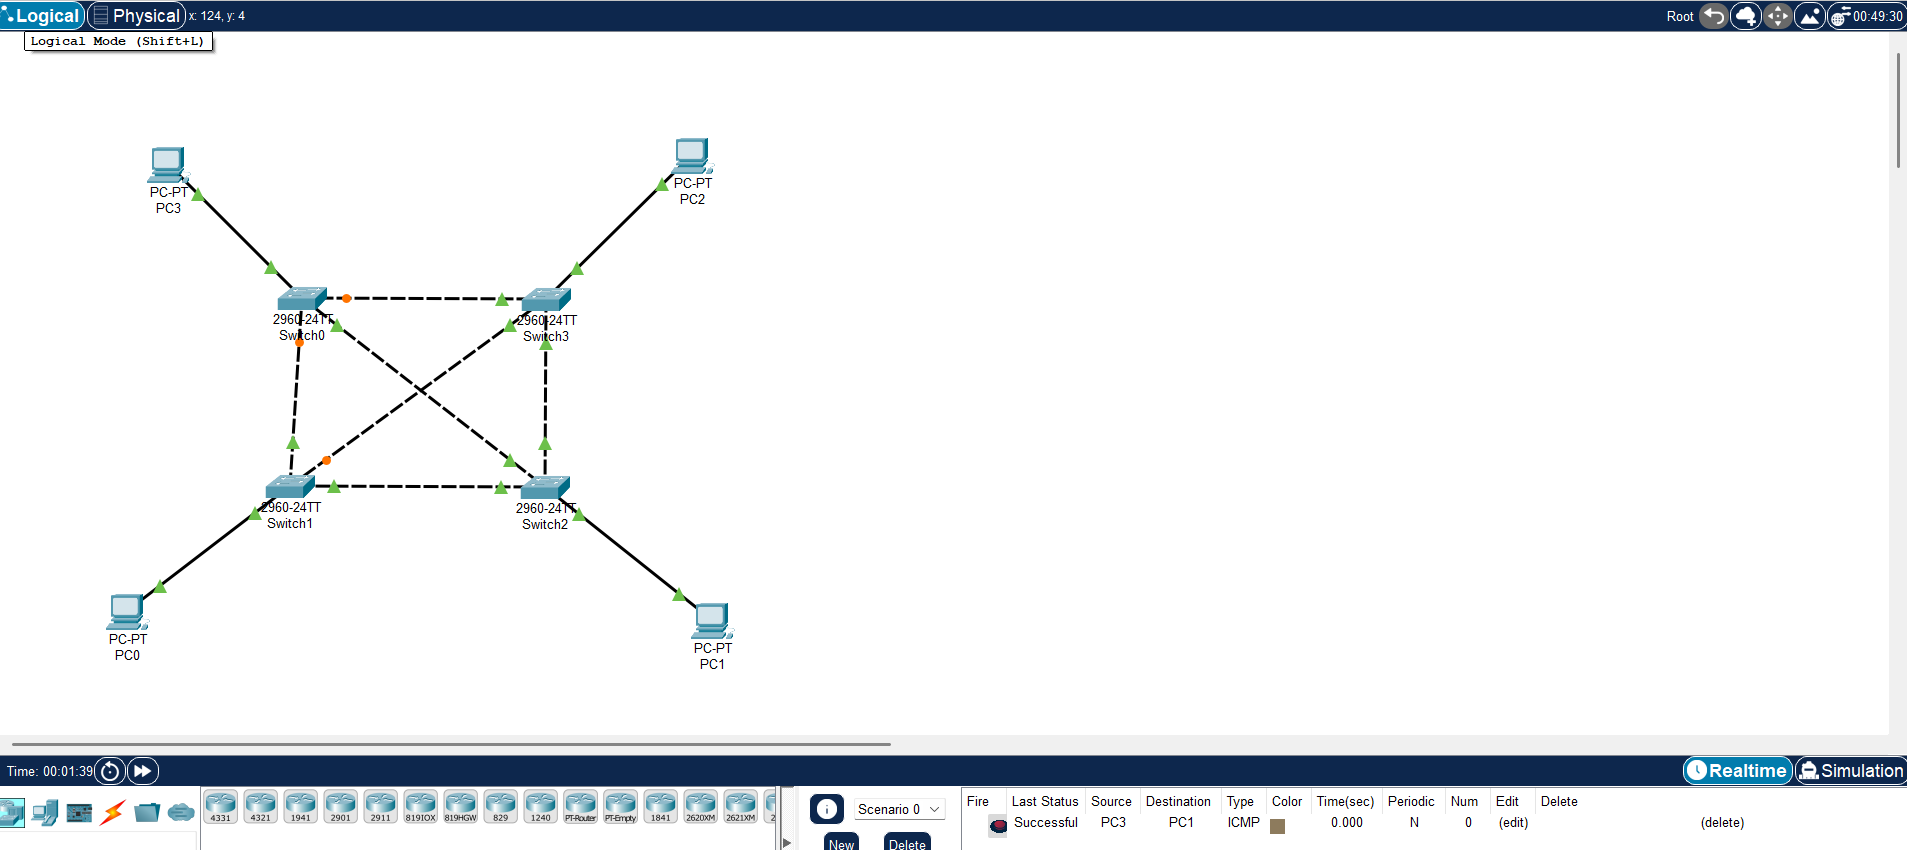 Logical Physical x: 124, y: 4 Root 00:49:30
Logical Mode (Shift+L)
PC-PT
PC3
PC-PT
PC2
2960-24TT
Switch0
2960-24TT
Switch3
2960-24TT
Switch1
2960-24TT
Switch2
PC-PT
PC0
PC-PT
PC1
Time: 00:01:39 Realtime Simulation
4331 4321 1941 2901 2911 819IOX 819HGW 829 1240 PT-Router PT-Empty 1841 2620XM 2621XM 2
Scenario 0
New Delete
Fire Last Status Source Destination Type Color Time(sec) Periodic Num Edit Delete
Successful PC3 PC1 ICMP 0.000 N 0 (edit) (delete)